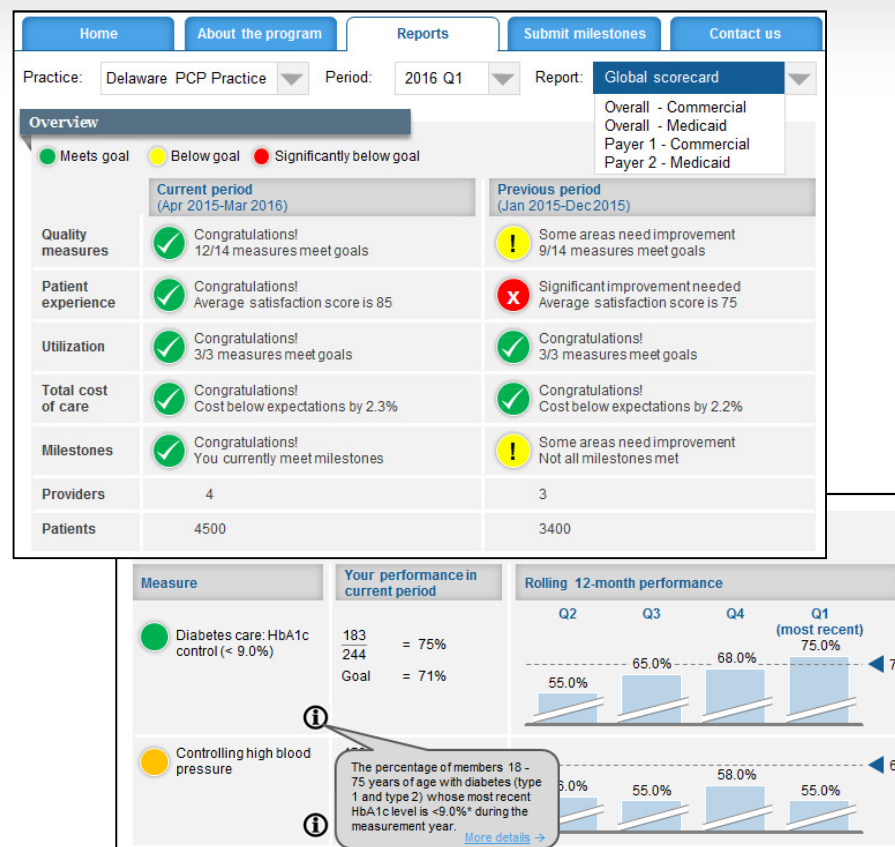 Home About the program Reports Submit milestones Contact us
Practice: Delaware PCP Practice Period: 2016 Q1 Report: Global scorecard
Overall - Commercial
Overall - Medicaid
Payer 1 - Commercial
Payer 2 - Medicaid
Overview
Meets goal Below goal Significantly below goal
Current period Previous period
(Apr 2015-Mar 2016) (Jan 2015-Dec 2015)
Quality measures
Congratulations! Some areas need improvement
12/14 measures meet goals 9/14 measures meet goals
Patient experience
Congratulations! Significant improvement needed
Average satisfaction score is 85 Average satisfaction score is 75
Utilization
Congratulations! Congratulations!
3/3 measures meet goals 3/3 measures meet goals
Total cost of care
Congratulations! Congratulations!
Cost below expectations by 2.3% Cost below expectations by 2.2%
Milestones
Congratulations! Some areas need improvement
You currently meet milestones Not all milestones met
Providers 4 3
Patients 4500 3400
Measure Your performance in current period Rolling 12-month performance
Q2 Q3 Q4 Q1
(most recent)
Diabetes care: HbA1c
control (< 9.0%)
183
244
= 75%
Goal = 71%
55.0% 65.0% 68.0% 75.0%
Controlling high blood
pressure
The percentage of members 18 -
75 years of age with diabetes (type
1 and type 2) whose most recent
HbA1c level is <9.0%* during the
measurement year.
More details →
55.0% 58.0% 55.0%